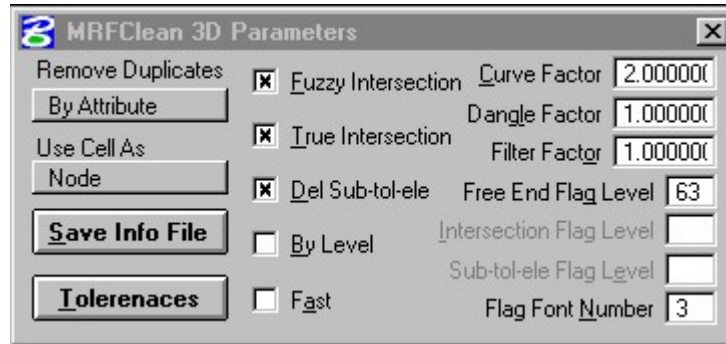 MRFClean 3D Parameters
Remove Duplicates
By Attribute
Use Cell As
Node
Save Info File
Tolerenaces
Fuzzy Intersection
True Intersection
Del Sub-tol-ele
By Level
Fast
Curve Factor 2.000000
Dangle Factor 1.000000
Filter Factor 1.000000
Free End Flag Level 63
Intersection Flag Level
Sub-tol-ele Flag Level
Flag Font Number 3